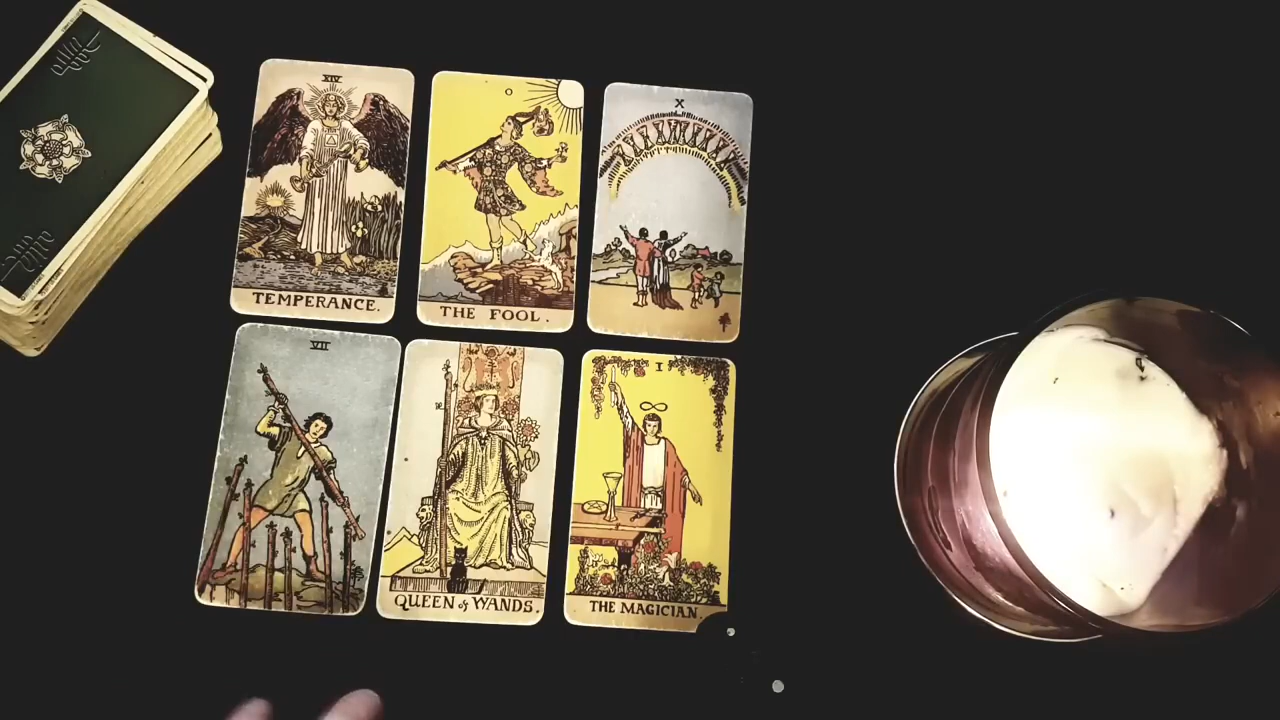 XIV
TEMPERANCE.
0
THE FOOL.
X
VII
QUEEN of WANDS.
I
THE MAGICIAN.